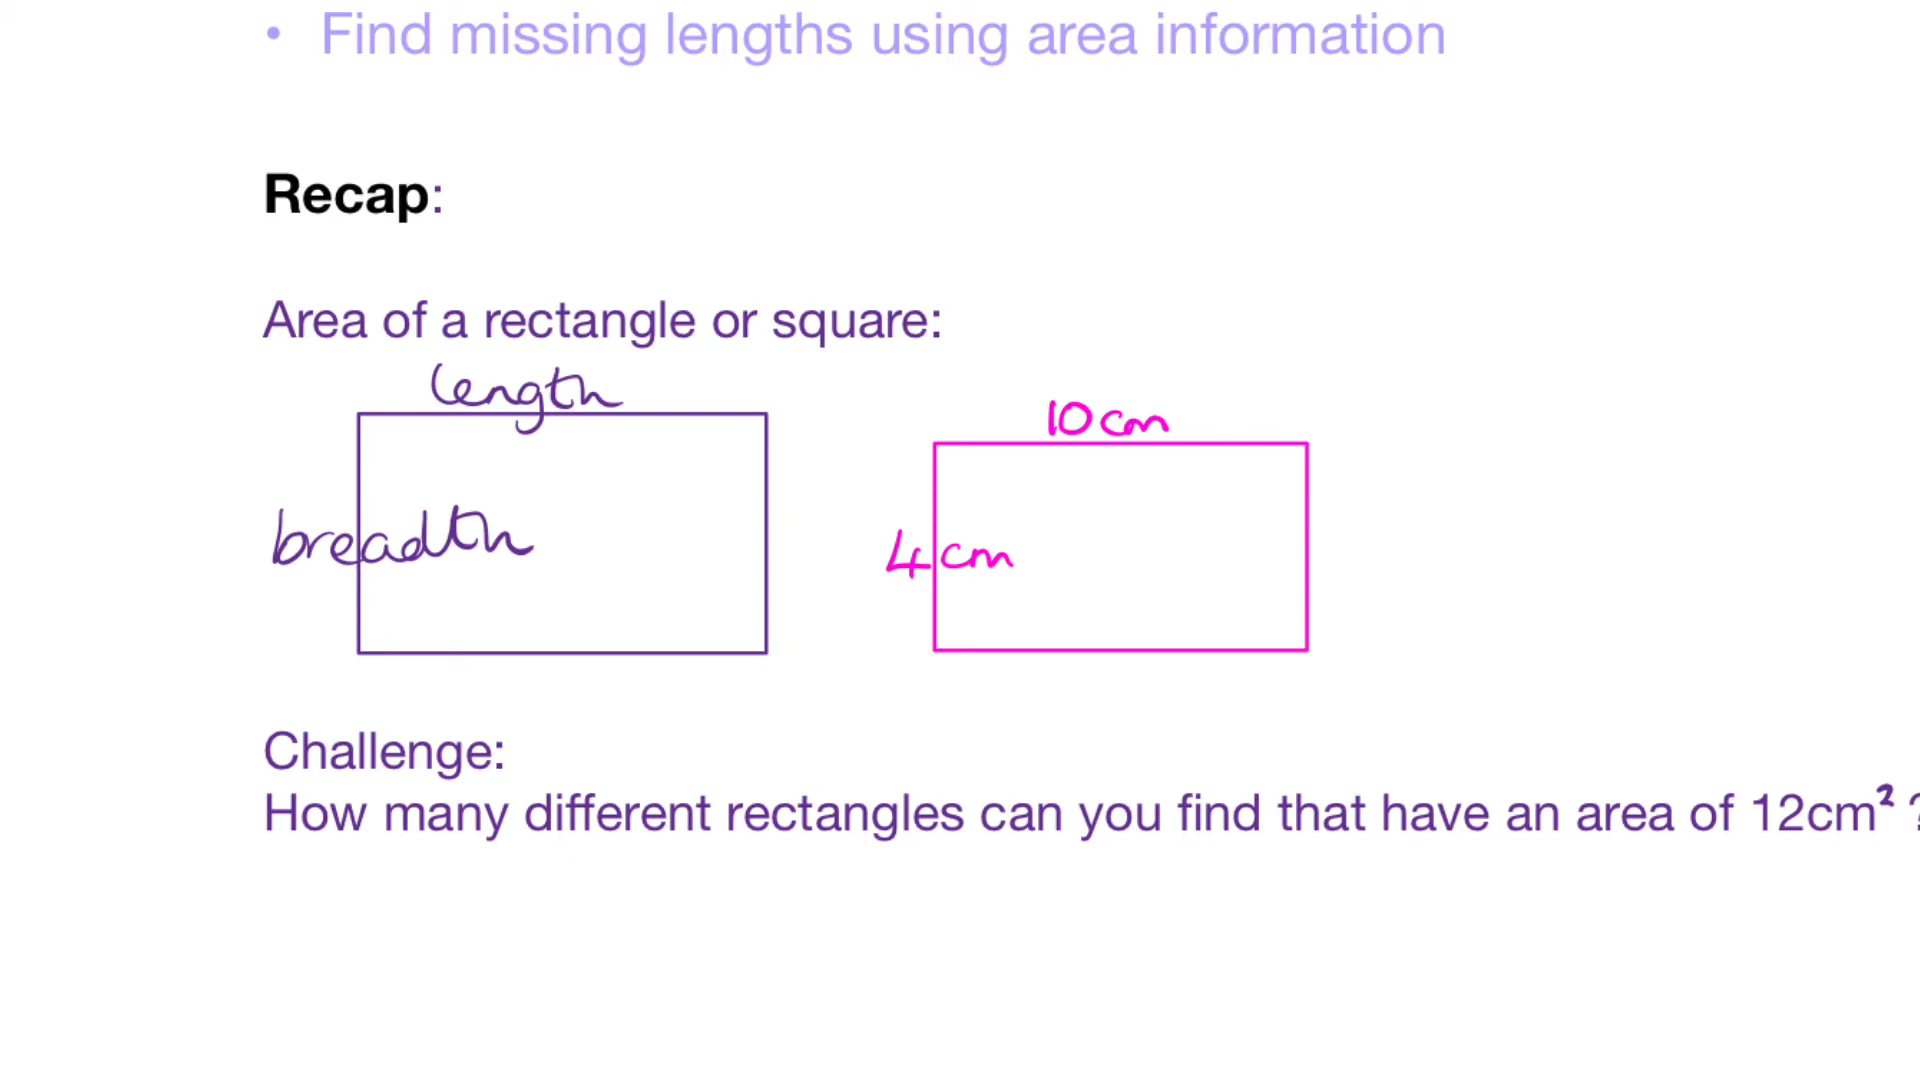 • Find missing lengths using area information
Recap:
Area of a rectangle or square:
length
breadth
10cm
4cm
Challenge:
How many different rectangles can you find that have an area of 12cm² ?